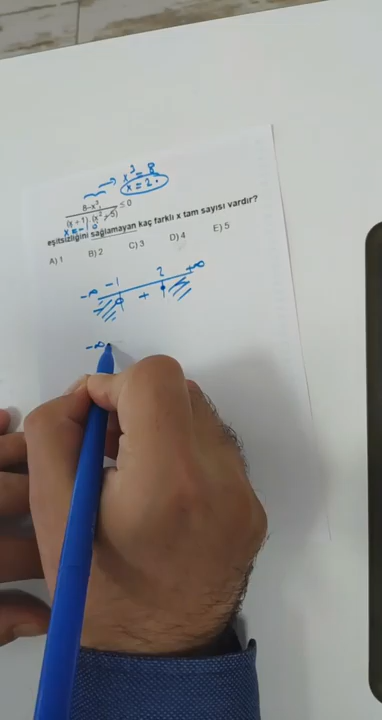 x³ = 8
x = 2.
8-x³
≤0
(x + 1).(x²+5)
x = -1
eşitsizliğini sağlamayan kaç farklı x tam sayısı vardır?
A) 1 B) 2 C) 3 D) 4 E) 5
-∞ -1 2 +∞
+
-∞